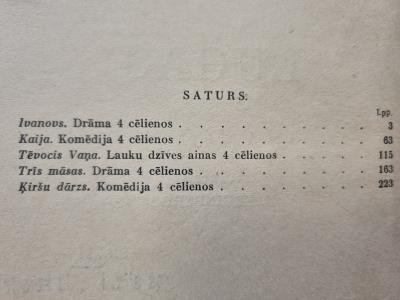 SATURS.
Lpp.
Ivanovs. Drāma 4 cēlienos . . . . . . . . . 3
Kaija. Komēdija 4 cēlienos . . . . . . . . . 63
Tēvocis Vaņa. Lauku dzīves ainas 4 cēlienos . . . . 115
Trīs māsas. Drāma 4 cēlienos . . . . . . . . 163
Ķiršu dārzs. Komēdija 4 cēlienos . . . . . . . 223